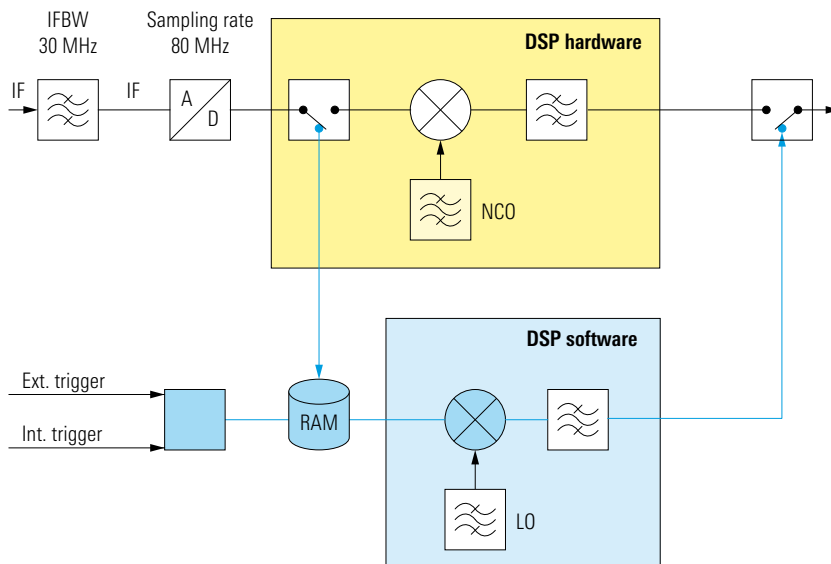 IFBW
30 MHz
Sampling rate
80 MHz
DSP hardware
IF
IF
A
D
NCO
DSP software
Ext. trigger
Int. trigger
RAM
LO